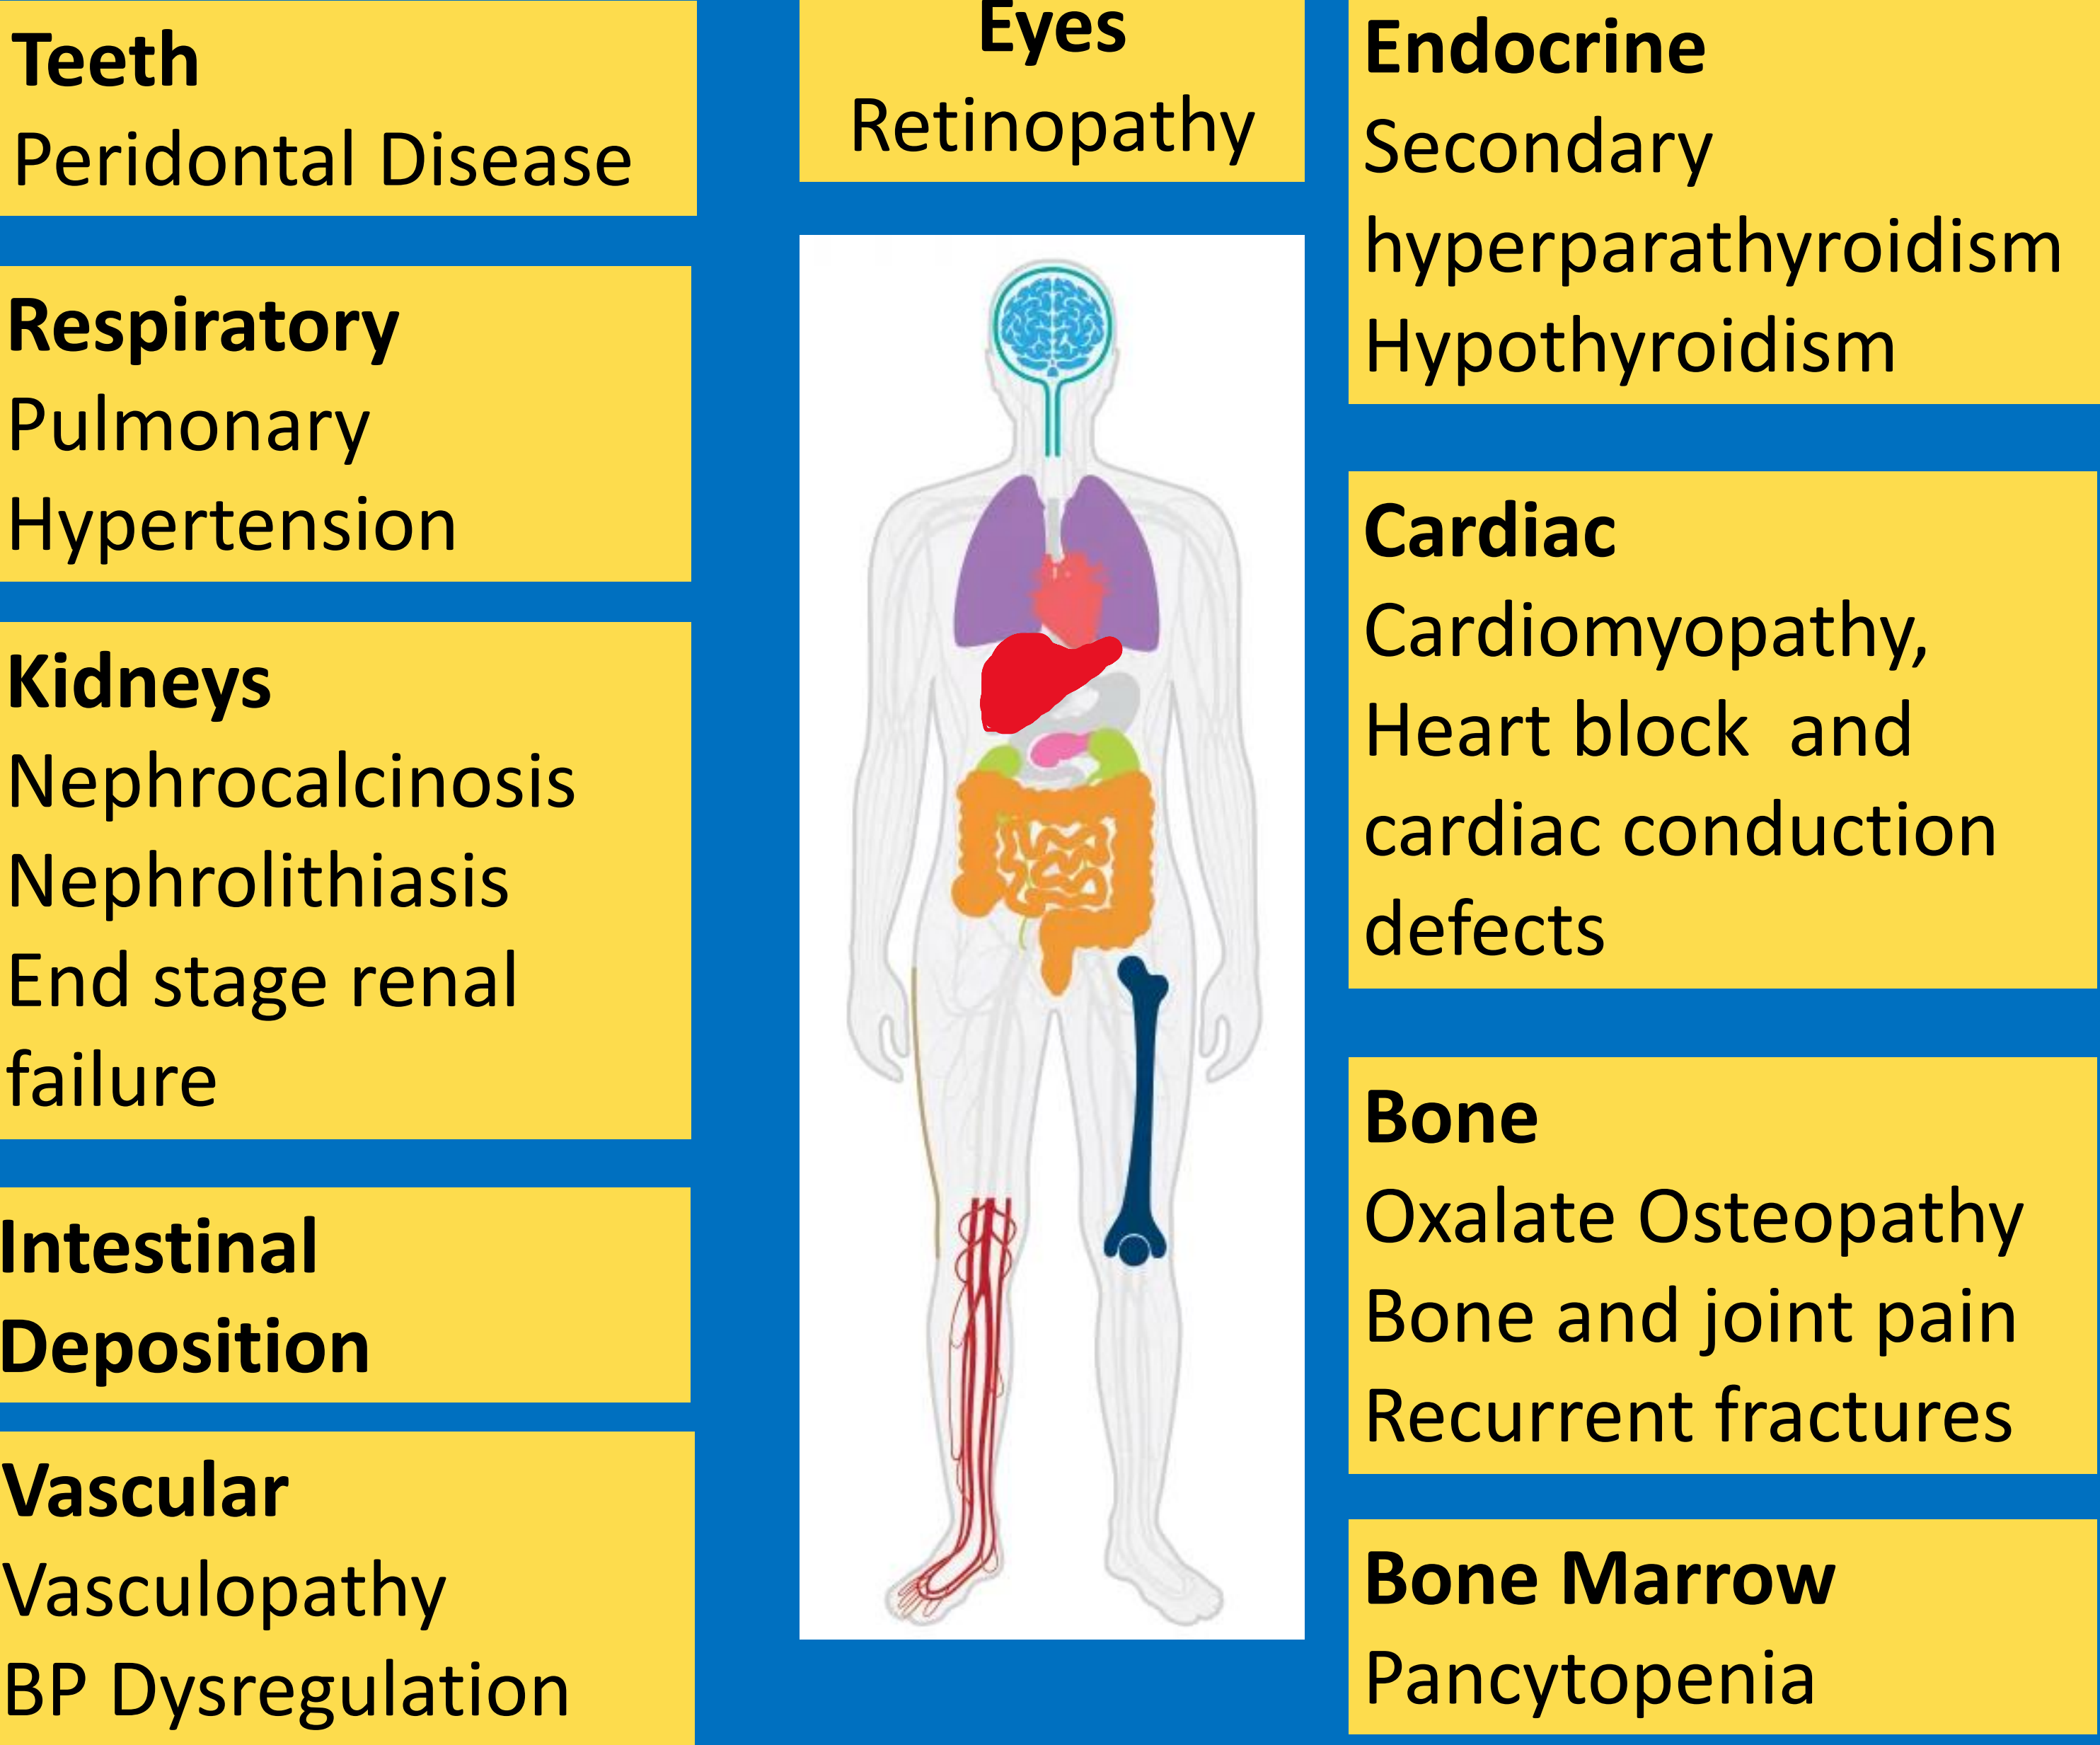 Teeth
Peridontal Disease
Respiratory
Pulmonary
Hypertension
Kidneys
Nephrocalcinosis
Nephrolithiasis
End stage renal
failure
Intestinal
Deposition
Vascular
Vasculopathy
BP Dysregulation
Eyes
Retinopathy
Endocrine
Secondary
hyperparathyroidism
Hypothyroidism
Cardiac
Cardiomyopathy,
Heart block  and
cardiac conduction
defects
Bone
Oxalate Osteopathy
Bone and joint pain
Recurrent fractures
Bone Marrow
Pancytopenia